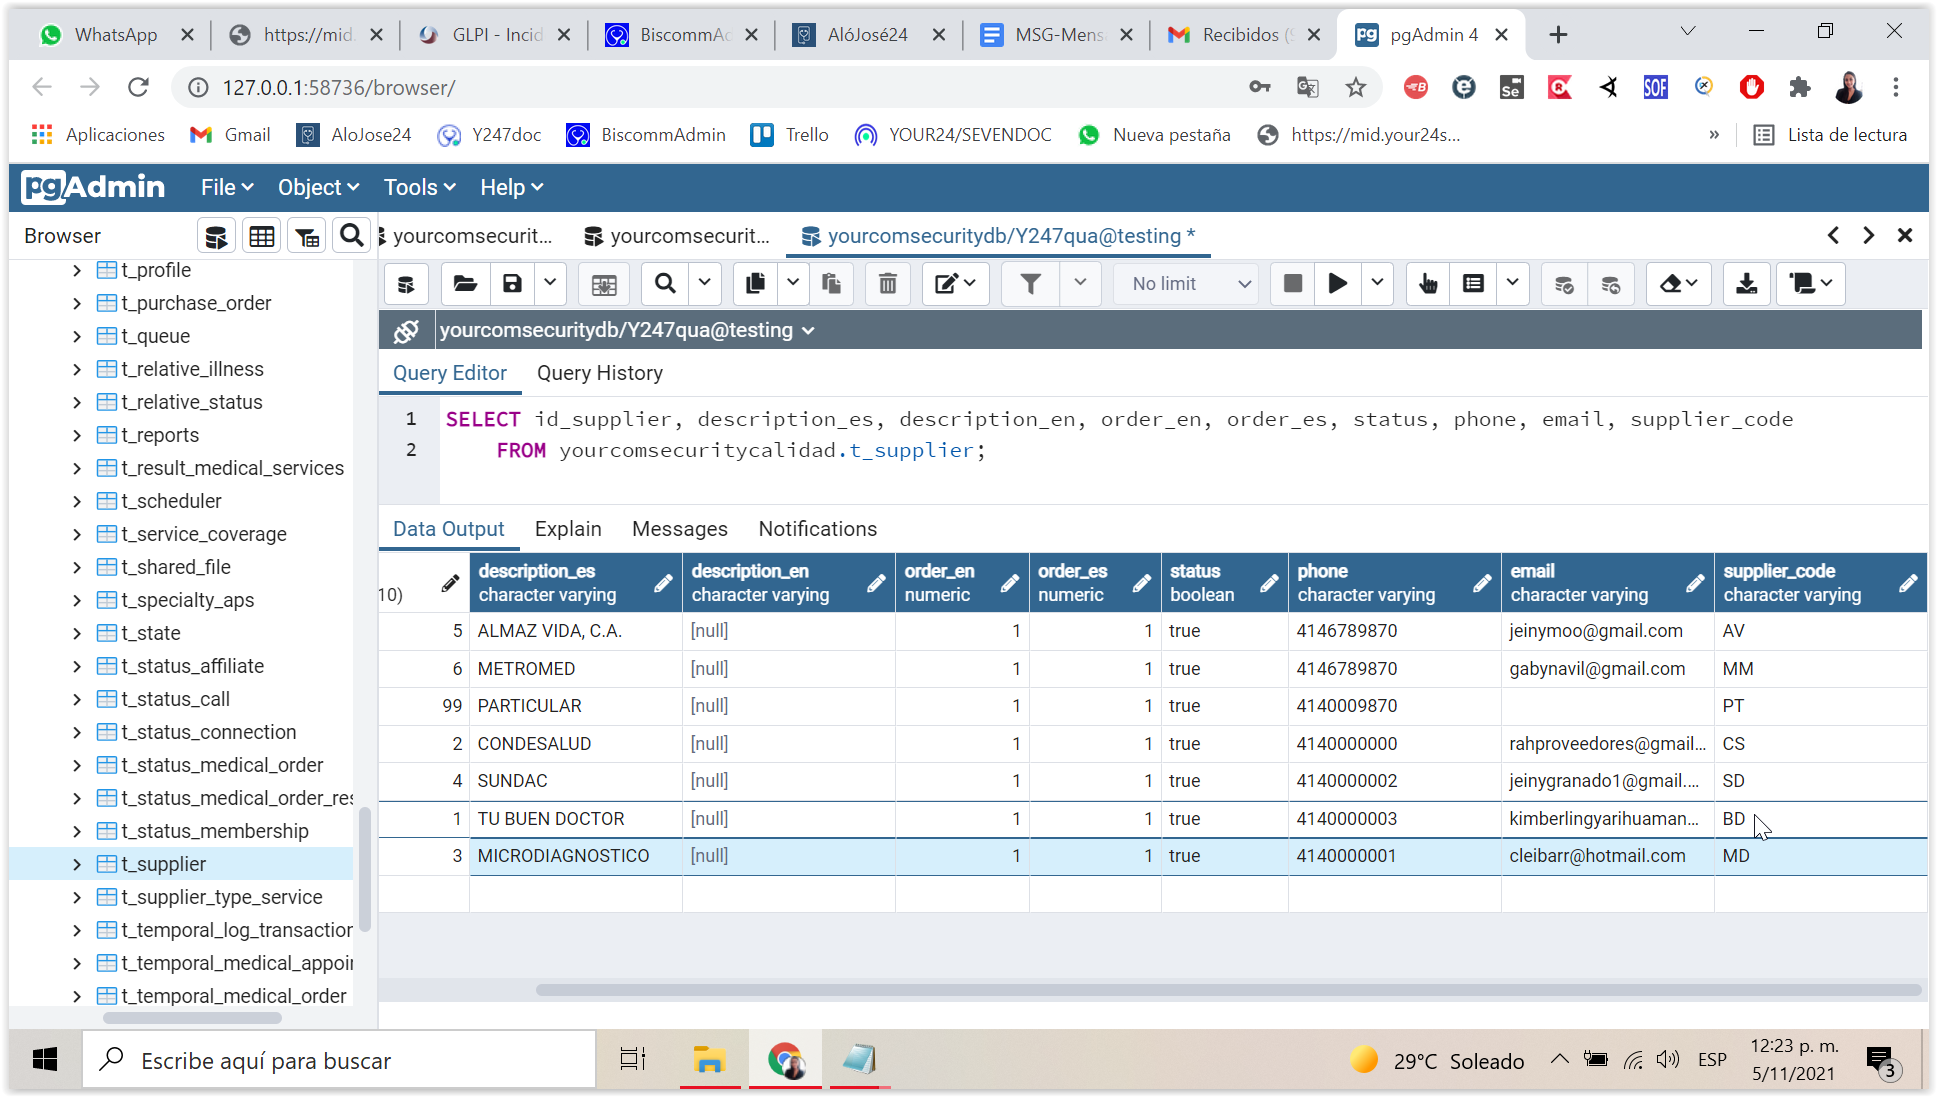 WhatsApp
https://mid.
GLPI - Incid
BiscommAd
AlóJosé24
MSG-Mens
Recibidos (9
pgAdmin 4
127.0.0.1:58736/browser/
Aplicaciones
Gmail
AloJose24
Y247doc
BiscommAdmin
Trello
YOUR24/SEVENDOC
Nueva pestaña
https://mid.your24s...
»
Lista de lectura
pgAdmin
File
Object
Tools
Help
Browser
yourcomsecurit...
yourcomsecurit...
yourcomsecuritydb/Y247qua@testing *
No limit
yourcomsecuritydb/Y247qua@testing
Query Editor
Query History
1 SELECT id_supplier, description_es, description_en, order_en, order_es, status, phone, email, supplier_code
2 FROM yourcomsecuritycalidad.t_supplier;
Data Output
Explain
Messages
Notifications
10)
description_es character varying
description_en character varying
order_en numeric
order_es numeric
status boolean
phone character varying
email character varying
supplier_code character varying
5 ALMAZ VIDA, C.A. [null] 1 1 true 4146789870 jeinymoo@gmail.com AV
6 METROMED [null] 1 1 true 4146789870 gabynavil@gmail.com MM
99 PARTICULAR [null] 1 1 true 4140009870 PT
2 CONDESALUD [null] 1 1 true 4140000000 rahproveedores@gmail... CS
4 SUNDAC [null] 1 1 true 4140000002 jeinygranado1@gmail.... SD
1 TU BUEN DOCTOR [null] 1 1 true 4140000003 kimberlingyarihuaman... BD
3 MICRODIAGNOSTICO [null] 1 1 true 4140000001 cleibarr@hotmail.com MD
t_profile
t_purchase_order
t_queue
t_relative_illness
t_relative_status
t_reports
t_result_medical_services
t_scheduler
t_service_coverage
t_shared_file
t_specialty_aps
t_state
t_status_affiliate
t_status_call
t_status_connection
t_status_medical_order
t_status_medical_order_res
t_status_membership
t_supplier
t_supplier_type_service
t_temporal_log_transaction
t_temporal_medical_appoin
t_temporal_medical_order
Escribe aquí para buscar
29°C Soleado
ESP
12:23 p. m.
5/11/2021
3